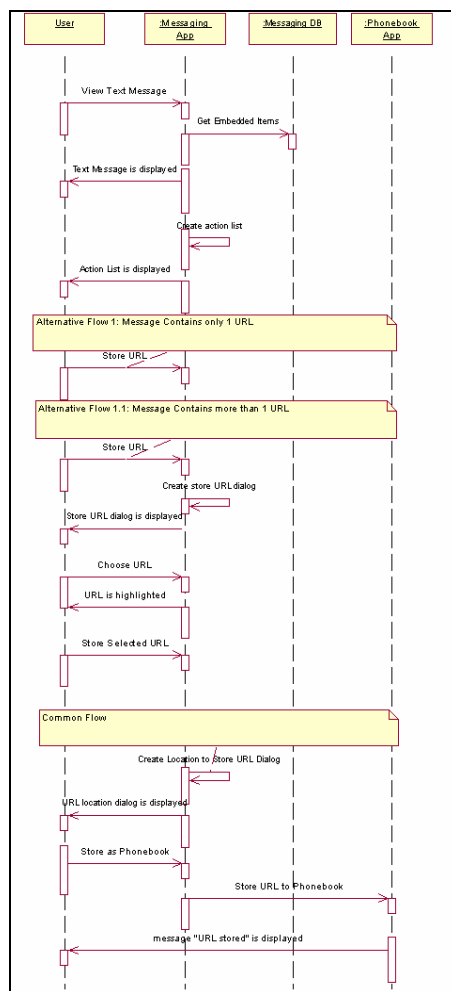 User
:Messaging
App
:Messaging DB
:Phonebook
App
View Text Message
Get Embedded Items
Text Message is displayed
Create action list
Action List is displayed
Alternative Flow 1: Message Contains only 1 URL
Store URL
Alternative Flow 1.1: Message Contains more than 1 URL
Store URL
Create store URL dialog
Store URL dialog is displayed
Choose URL
URL is highlighted
Store Selected URL
Common Flow
Create Location to Store URL Dialog
URL location dialog is displayed
Store as Phonebook
Store URL to Phonebook
message "URL stored" is displayed